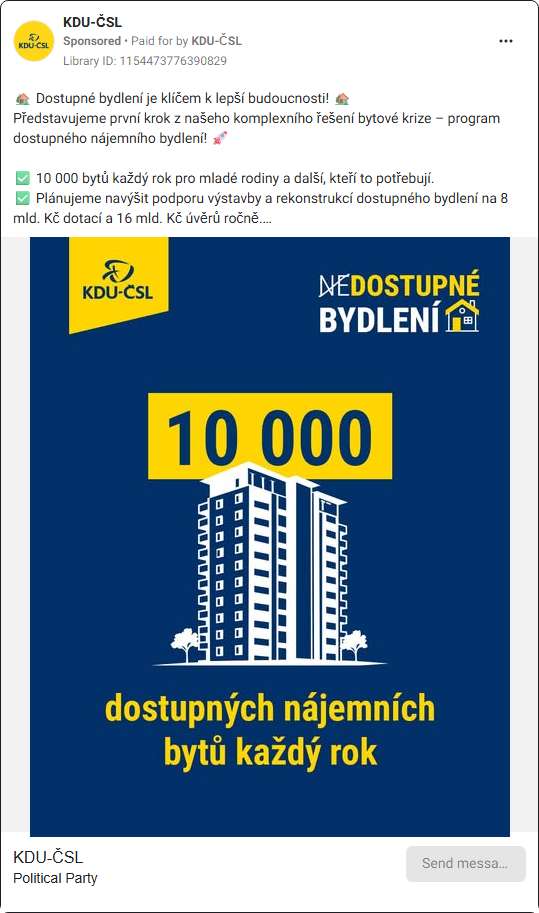 KDU-ČSL
Sponsored • Paid for by KDU-ČSL
Library ID: 1154473776390829
KDU-ČSL
🏠 Dostupné bydlení je klíčem k lepší budoucnosti! 🏠
Představujeme první krok z našeho komplexního řešení bytové krize – program
dostupného nájemního bydlení! 🚀
✅ 10 000 bytů každý rok pro mladé rodiny a další, kteří to potřebují.
✅ Plánujeme navýšit podporu výstavby a rekonstrukcí dostupného bydlení na 8
mld. Kč dotací a 16 mld. Kč úvěrů ročně....
KDU-ČSL
NEDOSTUPNÉ
BYDLENÍ
10 000
dostupných nájemních
bytů každý rok
KDU-ČSL
Political Party
Send messa...